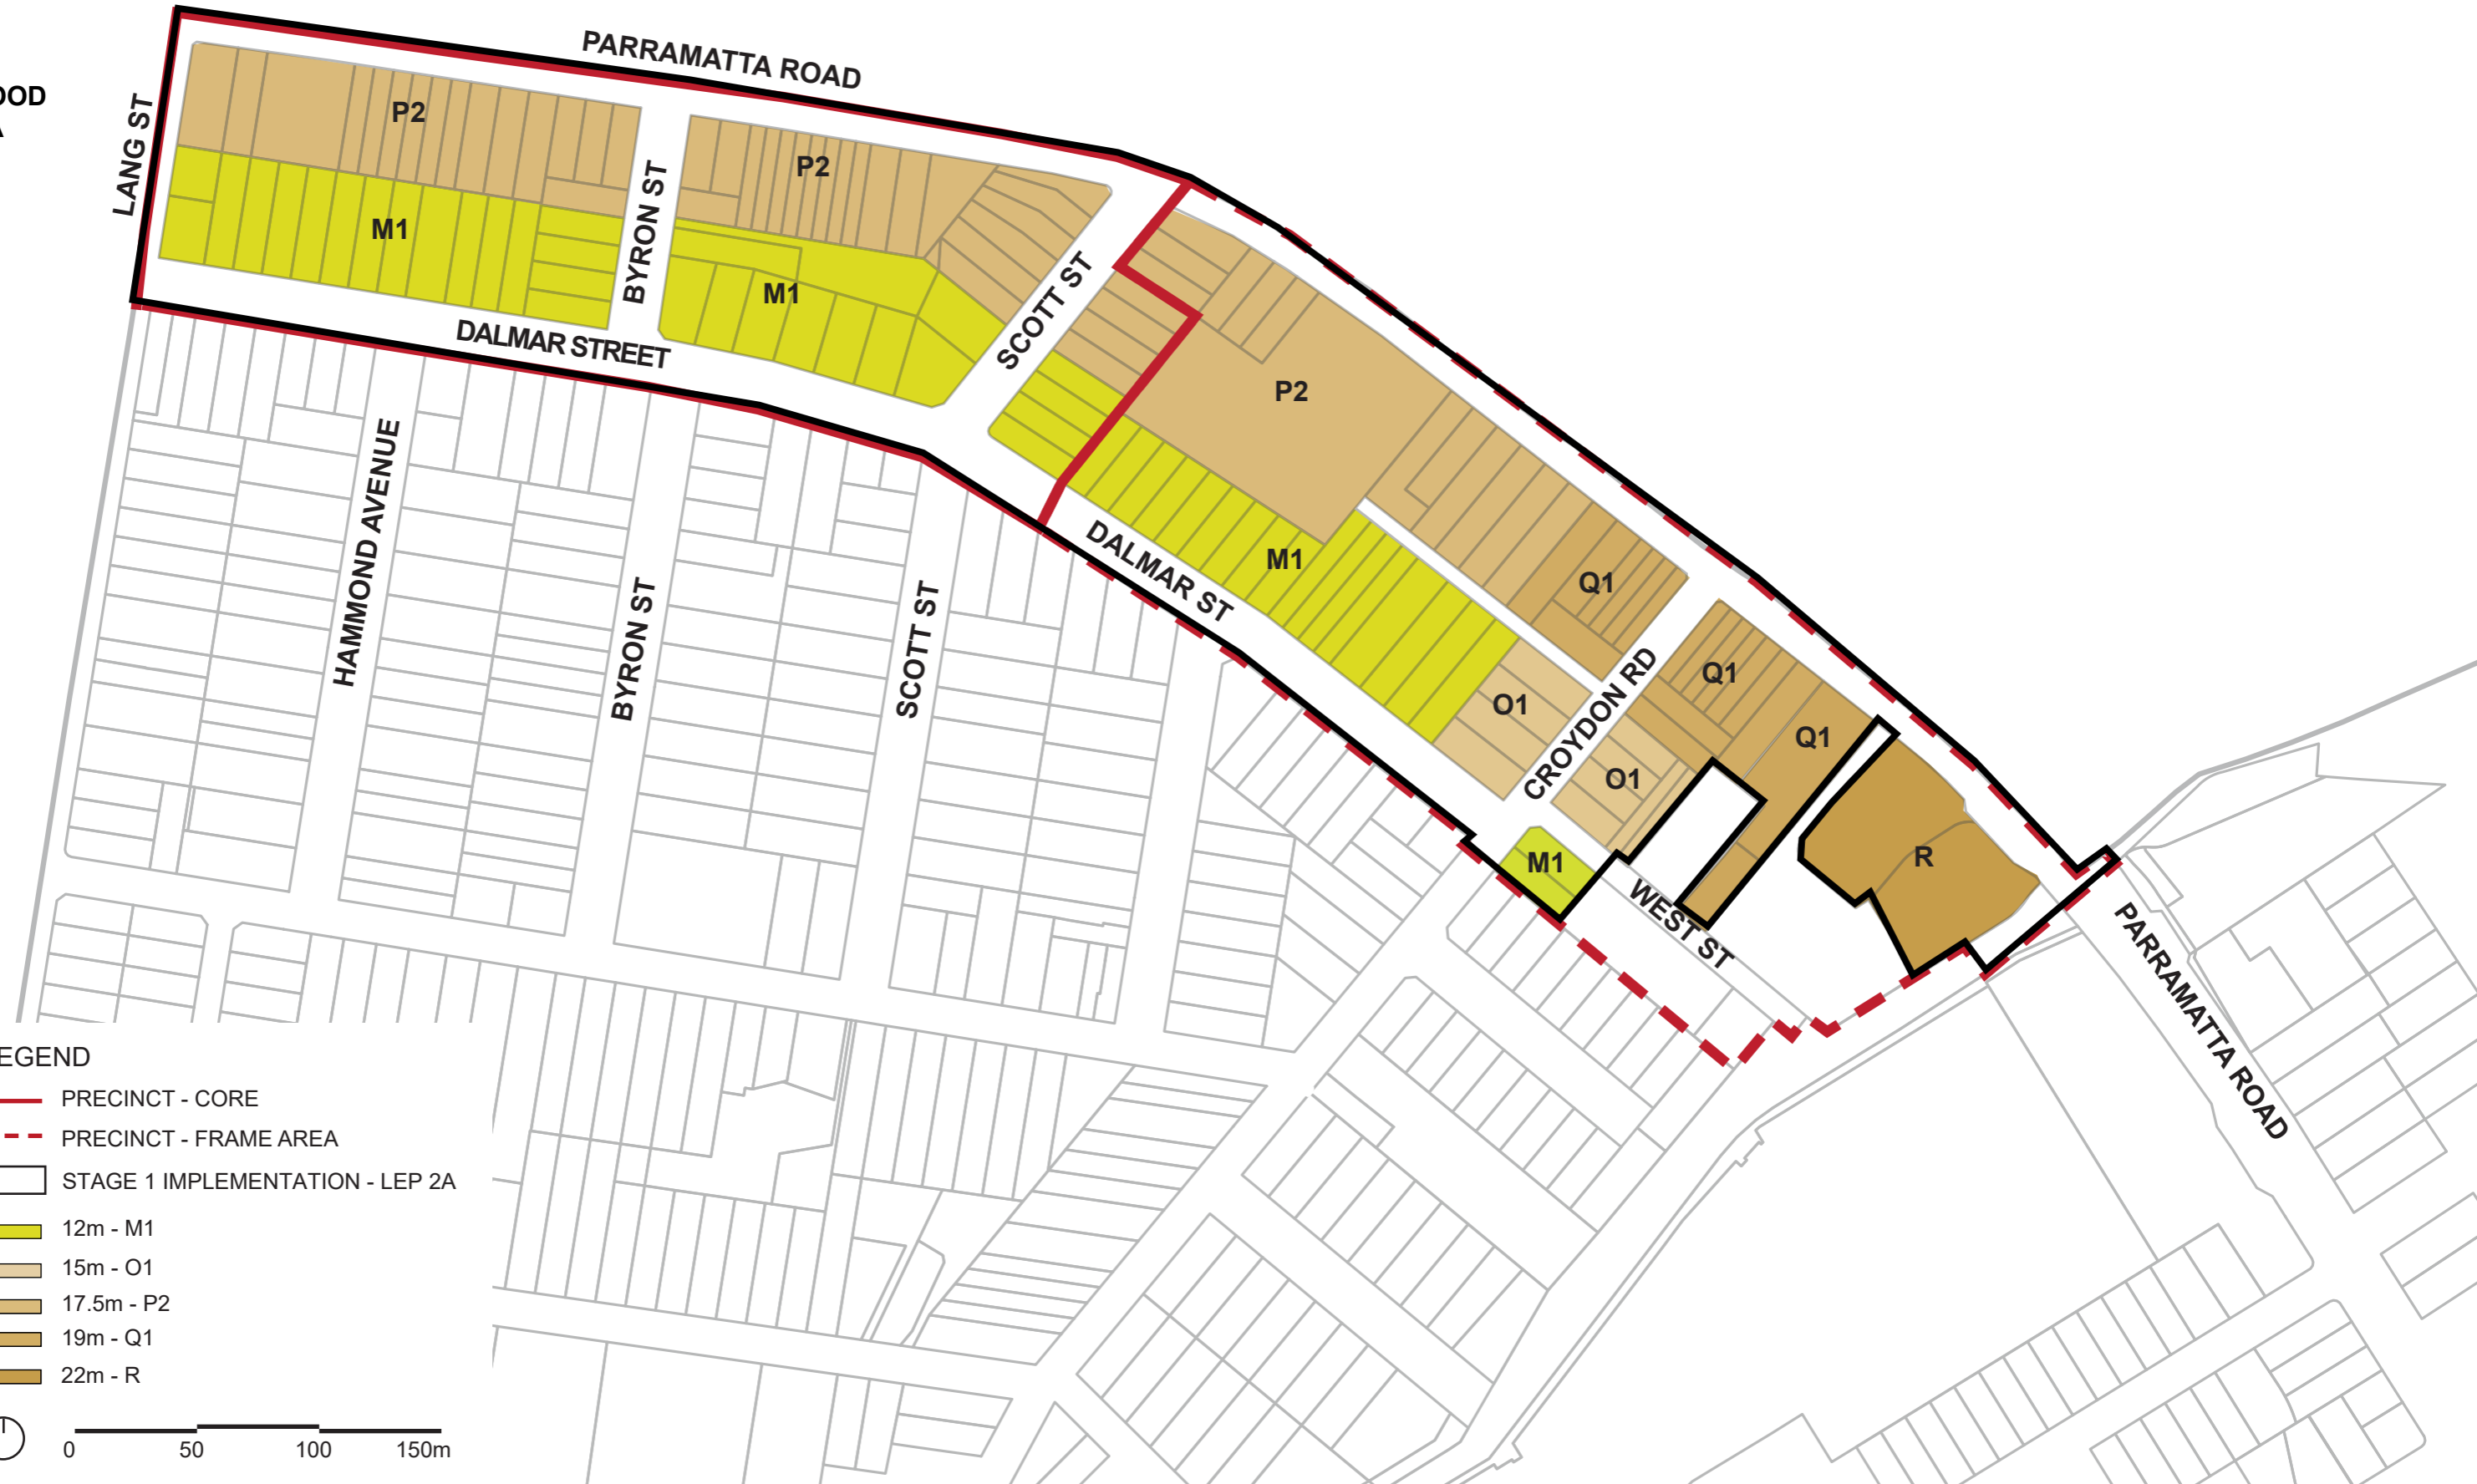 OOD
A
PARRAMATTA ROAD
LANG ST
P2
P2
M1
BYRON ST
M1
SCOTT ST
DALMAR STREET
P2
HAMMOND AVENUE
BYRON ST
SCOTT ST
DALMAR ST
M1
Q1
Q1
O1
CROYDON RD
Q1
O1
M1
WEST ST
R
PARRAMATTA ROAD
EGEND
PRECINCT - CORE
PRECINCT - FRAME AREA
STAGE 1 IMPLEMENTATION - LEP 2A
12m - M1
15m - O1
17.5m - P2
19m - Q1
22m - R
0 50 100 150m